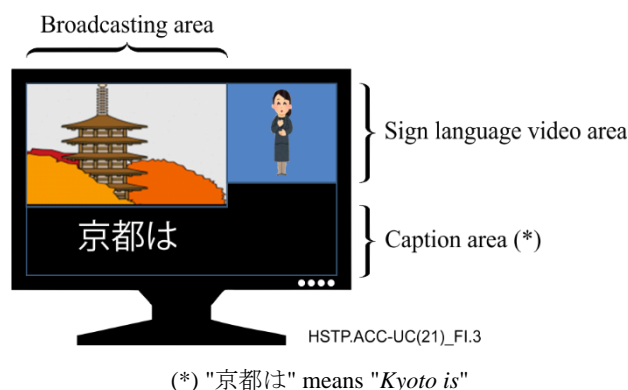 Broadcasting area
Sign language video area
京都は
Caption area (*)
HSTP.ACC-UC(21)_FI.3
(*) "京都は" means "Kyoto is"